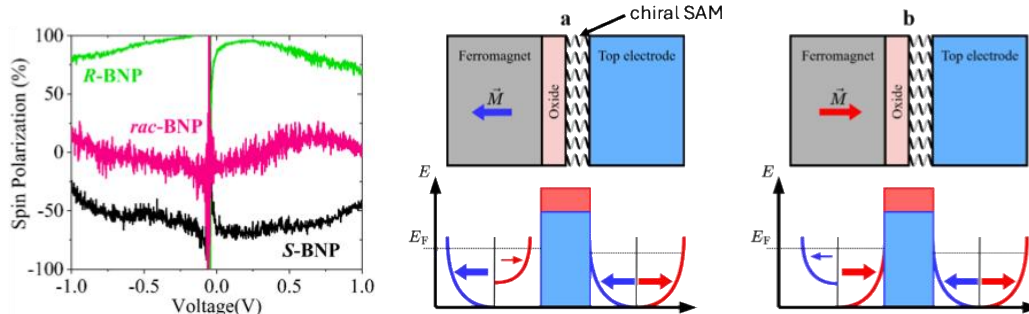 Spin Polarization (%)
100
50
0
-50
-100
R-BNP
rac-BNP
S-BNP
-1.0 -0.5 0.0 0.5 1.0
Voltage(V)
chiral SAM
a
Ferromagnet
Oxide
Top electrode
M
E
E_F
b
Ferromagnet
Oxide
Top electrode
M
E
E_F